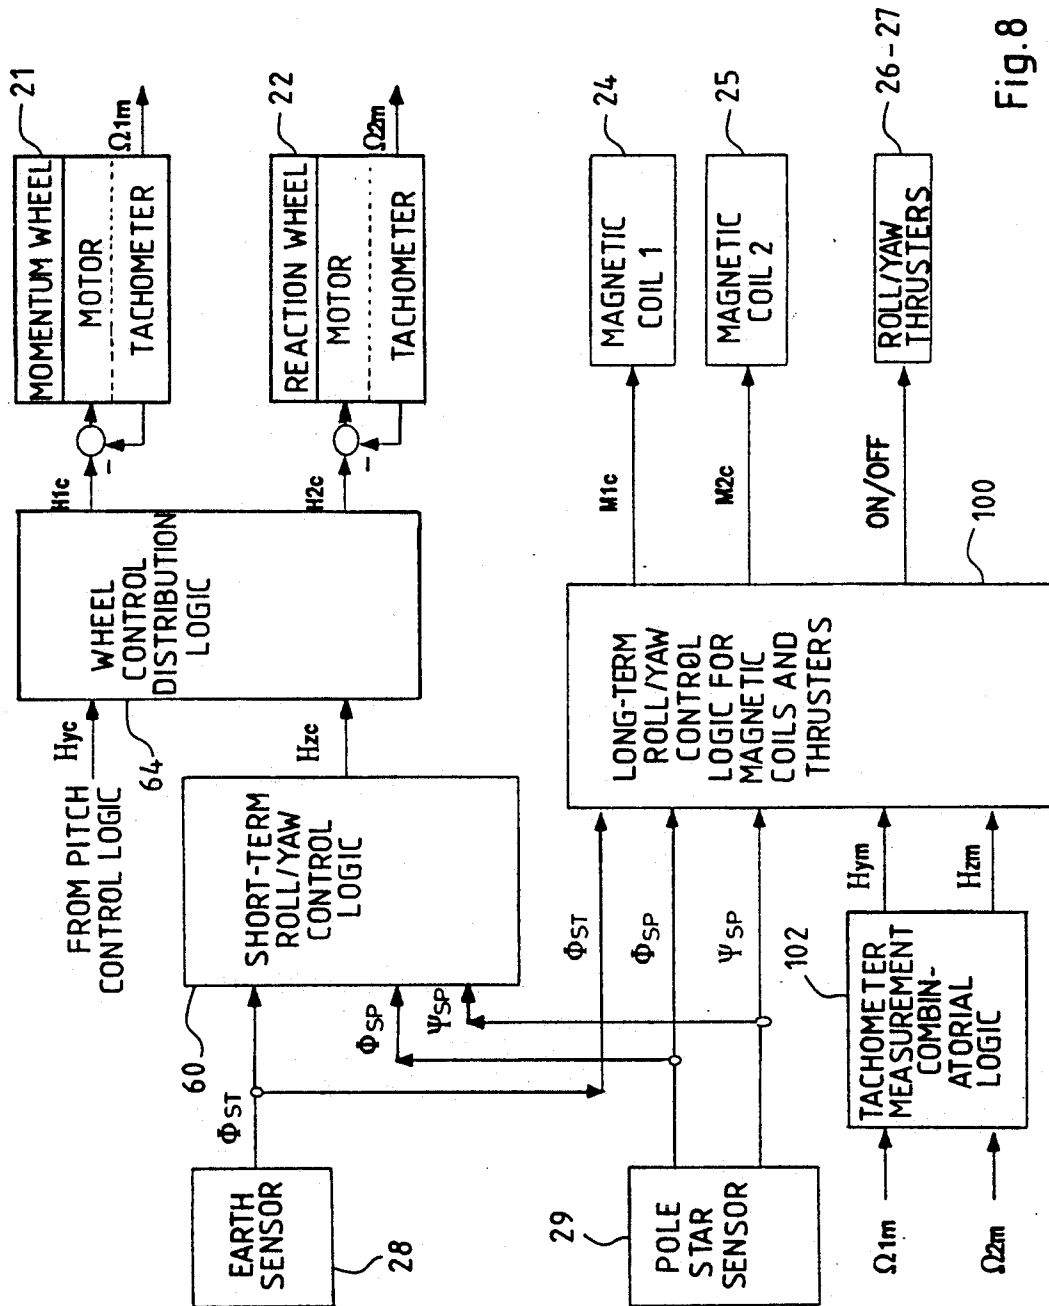 EARTH
SENSOR
28
ΦST
60
SHORT-TERM
ROLL/YAW
CONTROL
LOGIC
ΦSP
ΨSP
FROM PITCH
CONTROL LOGIC
Hyc
64
Hzc
WHEEL
CONTROL
DISTRIBUTION
LOGIC
H1c
-
H2c
-
MOMENTUM WHEEL
MOTOR
TACHOMETER
21
Ω1m
REACTION WHEEL
MOTOR
TACHOMETER
22
Ω2m
29
POLE
STAR
SENSOR
ΦST
ΦSP
ΨSP
Ω1m
Ω2m
102
TACHOMETER
MEASUREMENT
COMBIN-
ATORIAL
LOGIC
Hym
Hzm
LONG-TERM
ROLL/YAW
CONTROL
LOGIC FOR
MAGNETIC
COILS AND
THRUSTERS
100
M1c
M2c
ON/OFF
MAGNETIC
COIL 1
24
MAGNETIC
COIL 2
25
ROLL/YAW
THRUSTERS
26-27
Fig.8